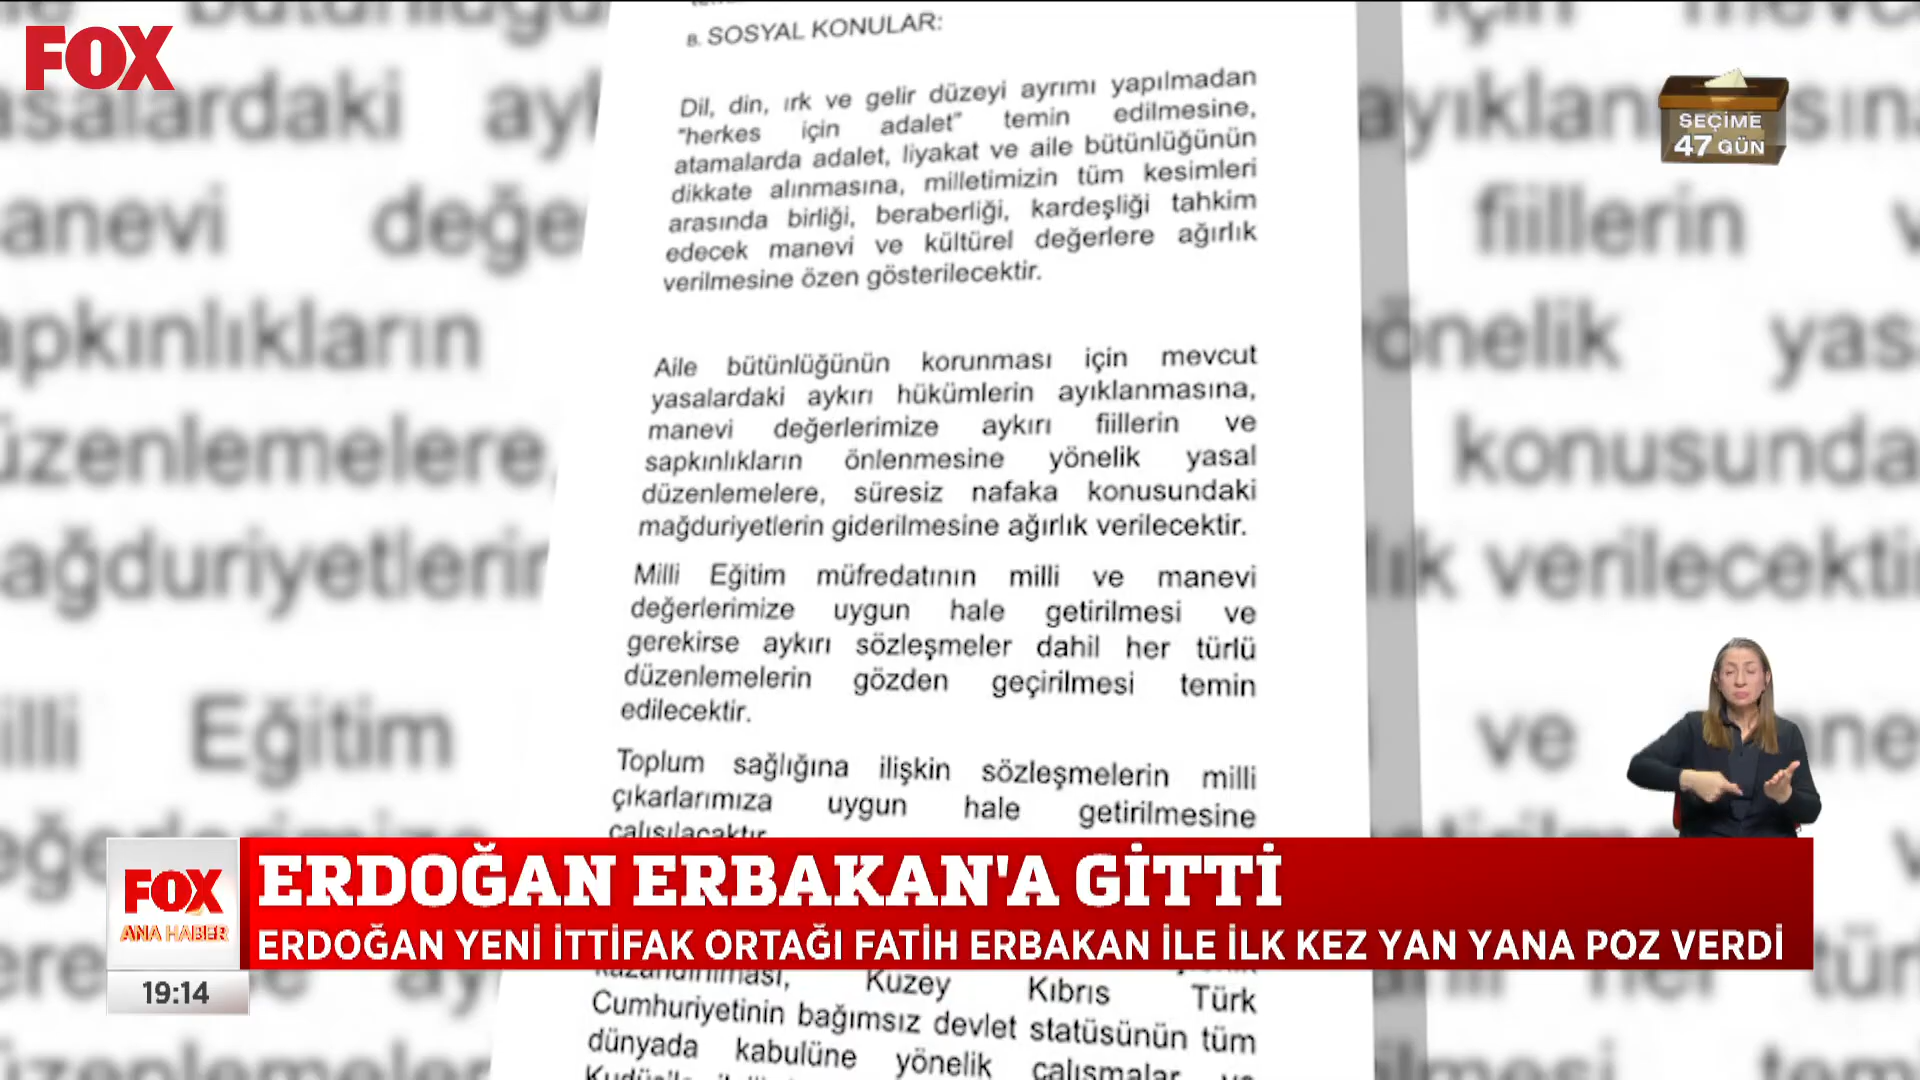 FOX
B. SOSYAL KONULAR:
Dil, din, ırk ve gelir düzeyi ayrımı yapılmadan
"herkes için adalet" temin edilmesine,
atamalarda adalet, liyakat ve aile bütünlüğünün
dikkate alınmasına, milletimizin tüm kesimleri
arasında birliği, beraberliği, kardeşliği tahkim
edecek manevi ve kültürel değerlere ağırlık
verilmesine özen gösterilecektir.
Aile bütünlüğünün korunması için mevcut
yasalardaki aykırı hükümlerin ayıklanmasına,
manevi değerlerimize aykırı fiillerin ve
sapkınlıkların önlenmesine yönelik yasal
düzenlemelere, süresiz nafaka konusundaki
mağduriyetlerin giderilmesine ağırlık verilecektir.
Milli Eğitim müfredatının milli ve manevi
değerlerimize uygun hale getirilmesi ve
gerekirse aykırı sözleşmeler dahil her türlü
düzenlemelerin gözden geçirilmesi temin
edilecektir.
Toplum sağlığına ilişkin sözleşmelerin milli
çıkarlarımıza uygun hale getirilmesine
çalışılacaktır
kazandırılması, Kuzey Kıbrıs Türk
Cumhuriyetinin bağımsız devlet statüsünün tüm
dünyada kabulüne yönelik çalışmalar ve
SEÇİME
47 GÜN
FOX
ANA HABER
19:14
ERDOĞAN ERBAKAN'A GİTTİ
ERDOĞAN YENİ İTTİFAK ORTAĞI FATİH ERBAKAN İLE İLK KEZ YAN YANA POZ VERDİ